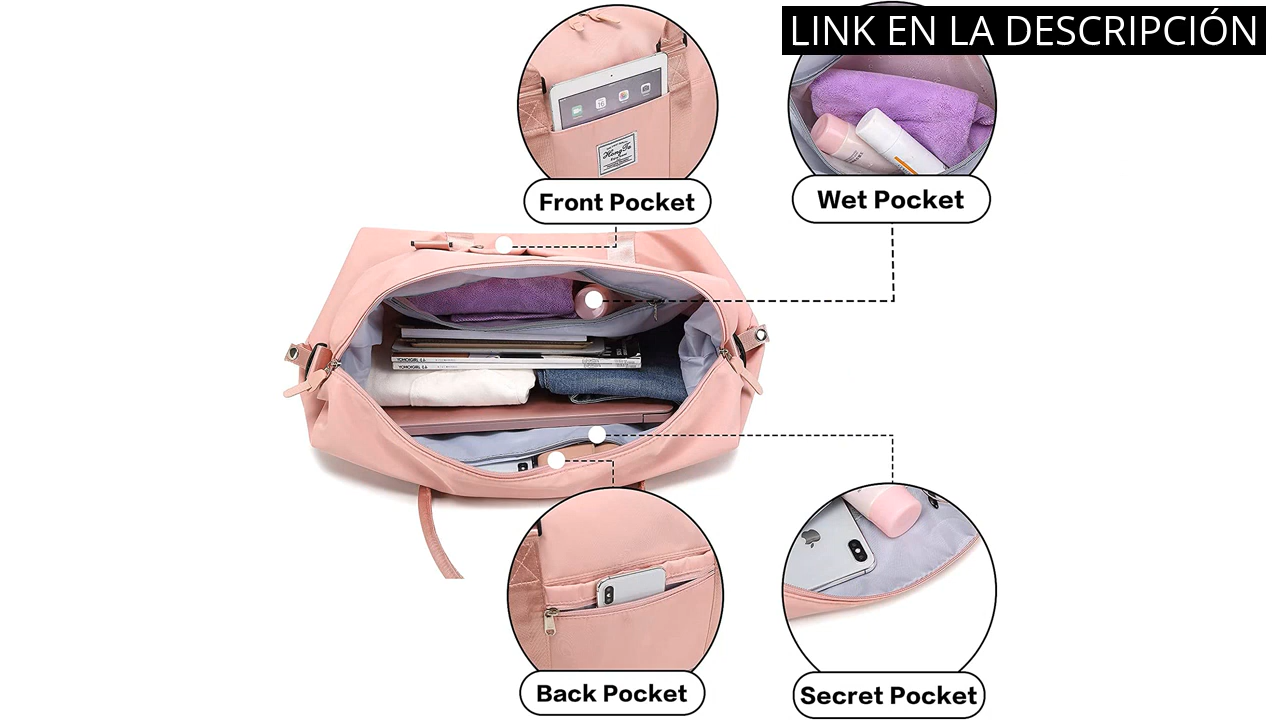 LINK EN LA DESCRIPCIÓN
Front Pocket
Wet Pocket
Back Pocket
Secret Pocket